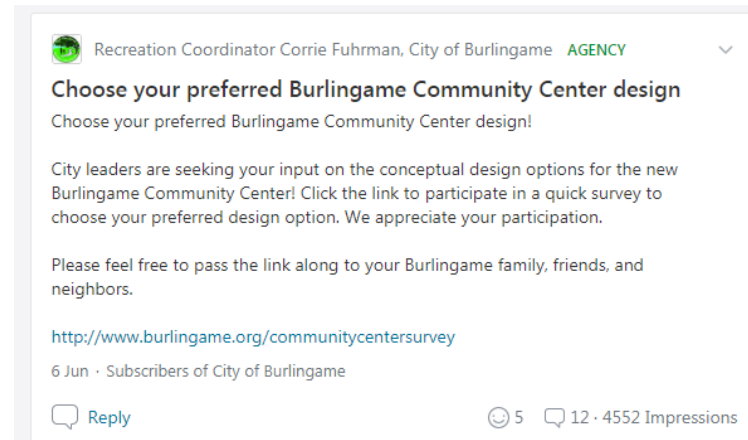 Recreation Coordinator Corrie Fuhrman, City of Burlingame AGENCY
Choose your preferred Burlingame Community Center design
Choose your preferred Burlingame Community Center design!
City leaders are seeking your input on the conceptual design options for the new
Burlingame Community Center! Click the link to participate in a quick survey to
choose your preferred design option. We appreciate your participation.
Please feel free to pass the link along to your Burlingame family, friends, and
neighbors.
http://www.burlingame.org/communitycentersurvey
6 Jun · Subscribers of City of Burlingame
Reply 5 12 · 4552 Impressions